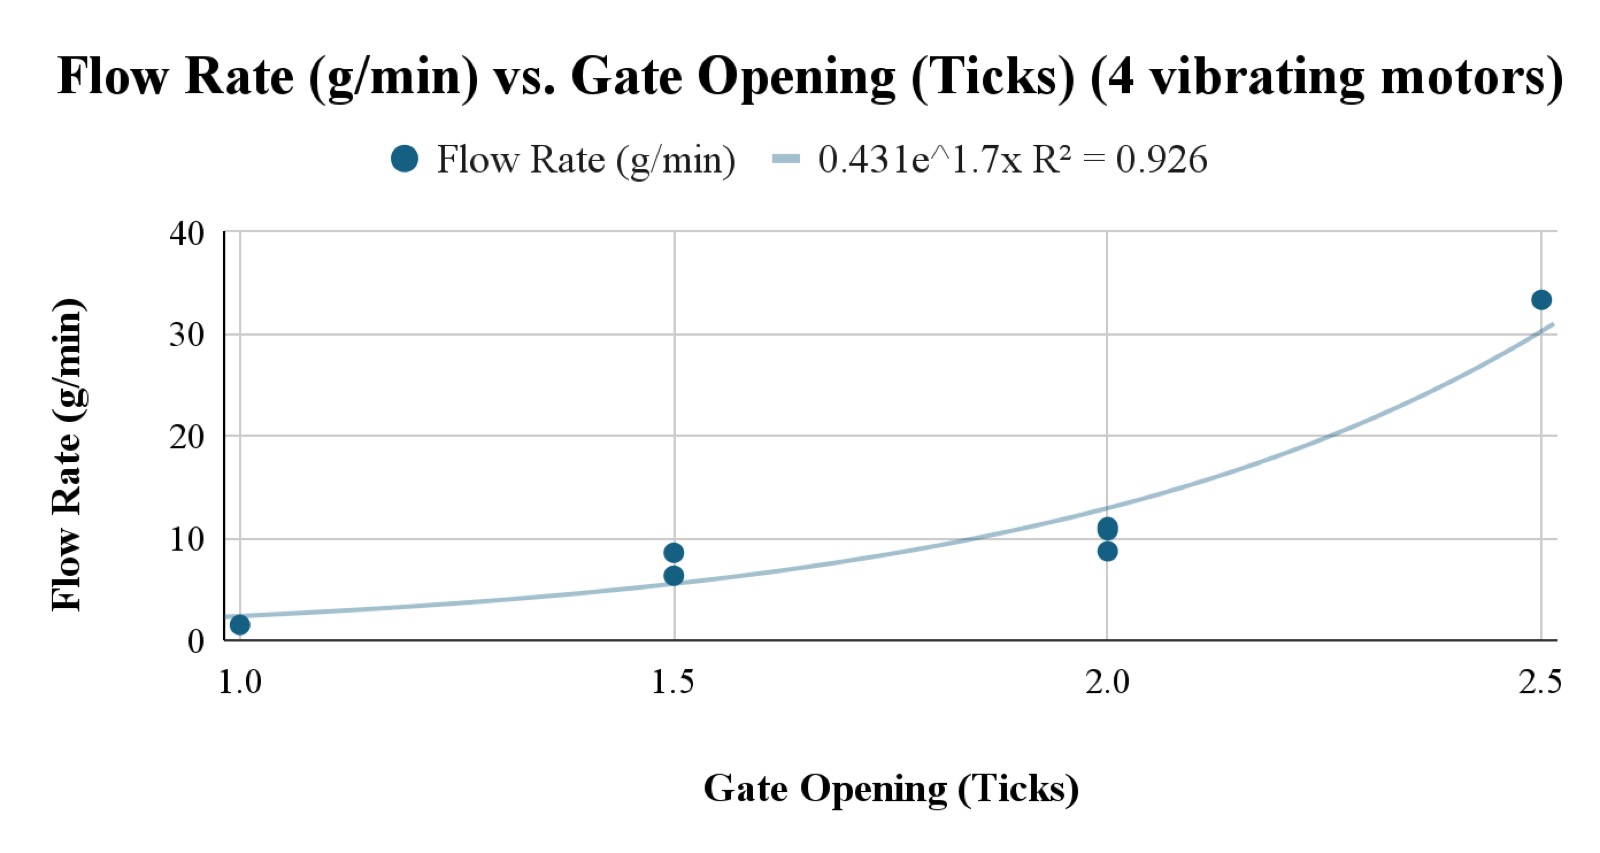 Flow Rate (g/min) vs. Gate Opening (Ticks) (4 vibrating motors)
Flow Rate (g/min) 0.431e^1.7x R² = 0.926
40
30
20
10
0
Flow Rate (g/min)
1.0 1.5 2.0 2.5
Gate Opening (Ticks)